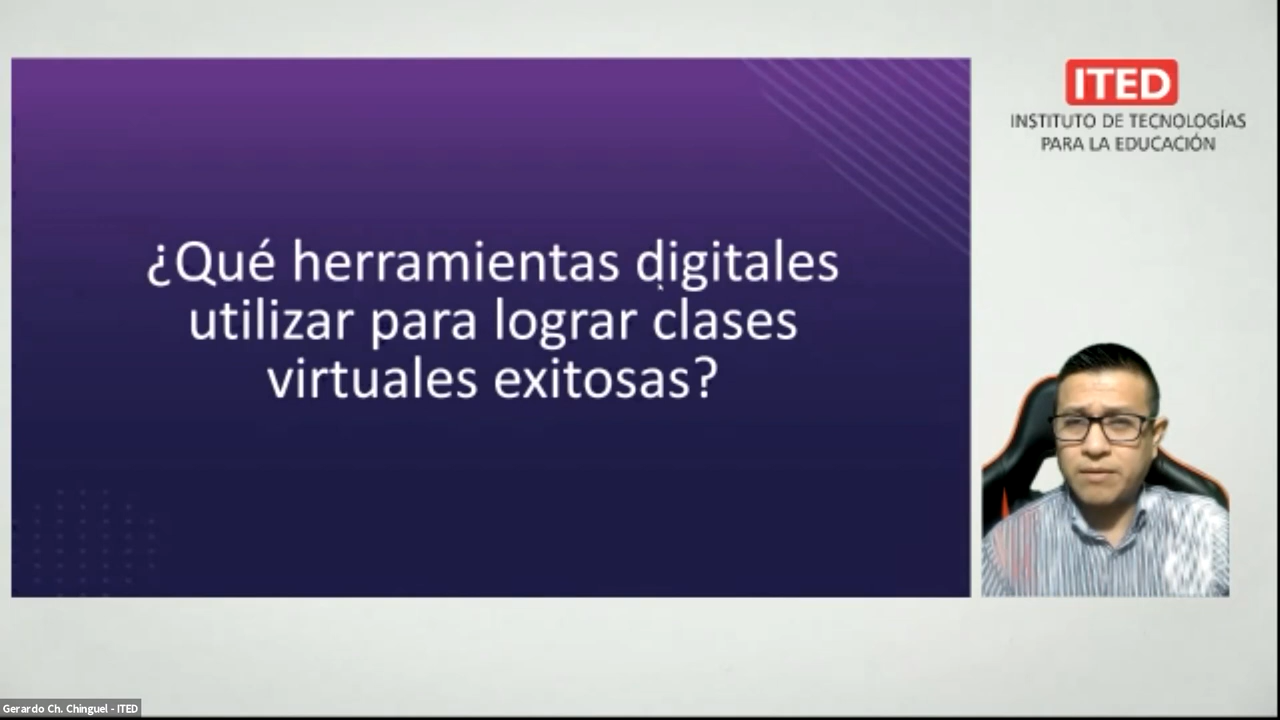 ¿Qué herramientas digitales
utilizar para lograr clases
virtuales exitosas?
ITED
INSTITUTO DE TECNOLOGÍAS
PARA LA EDUCACIÓN
Gerardo Ch. Chinguel - ITED